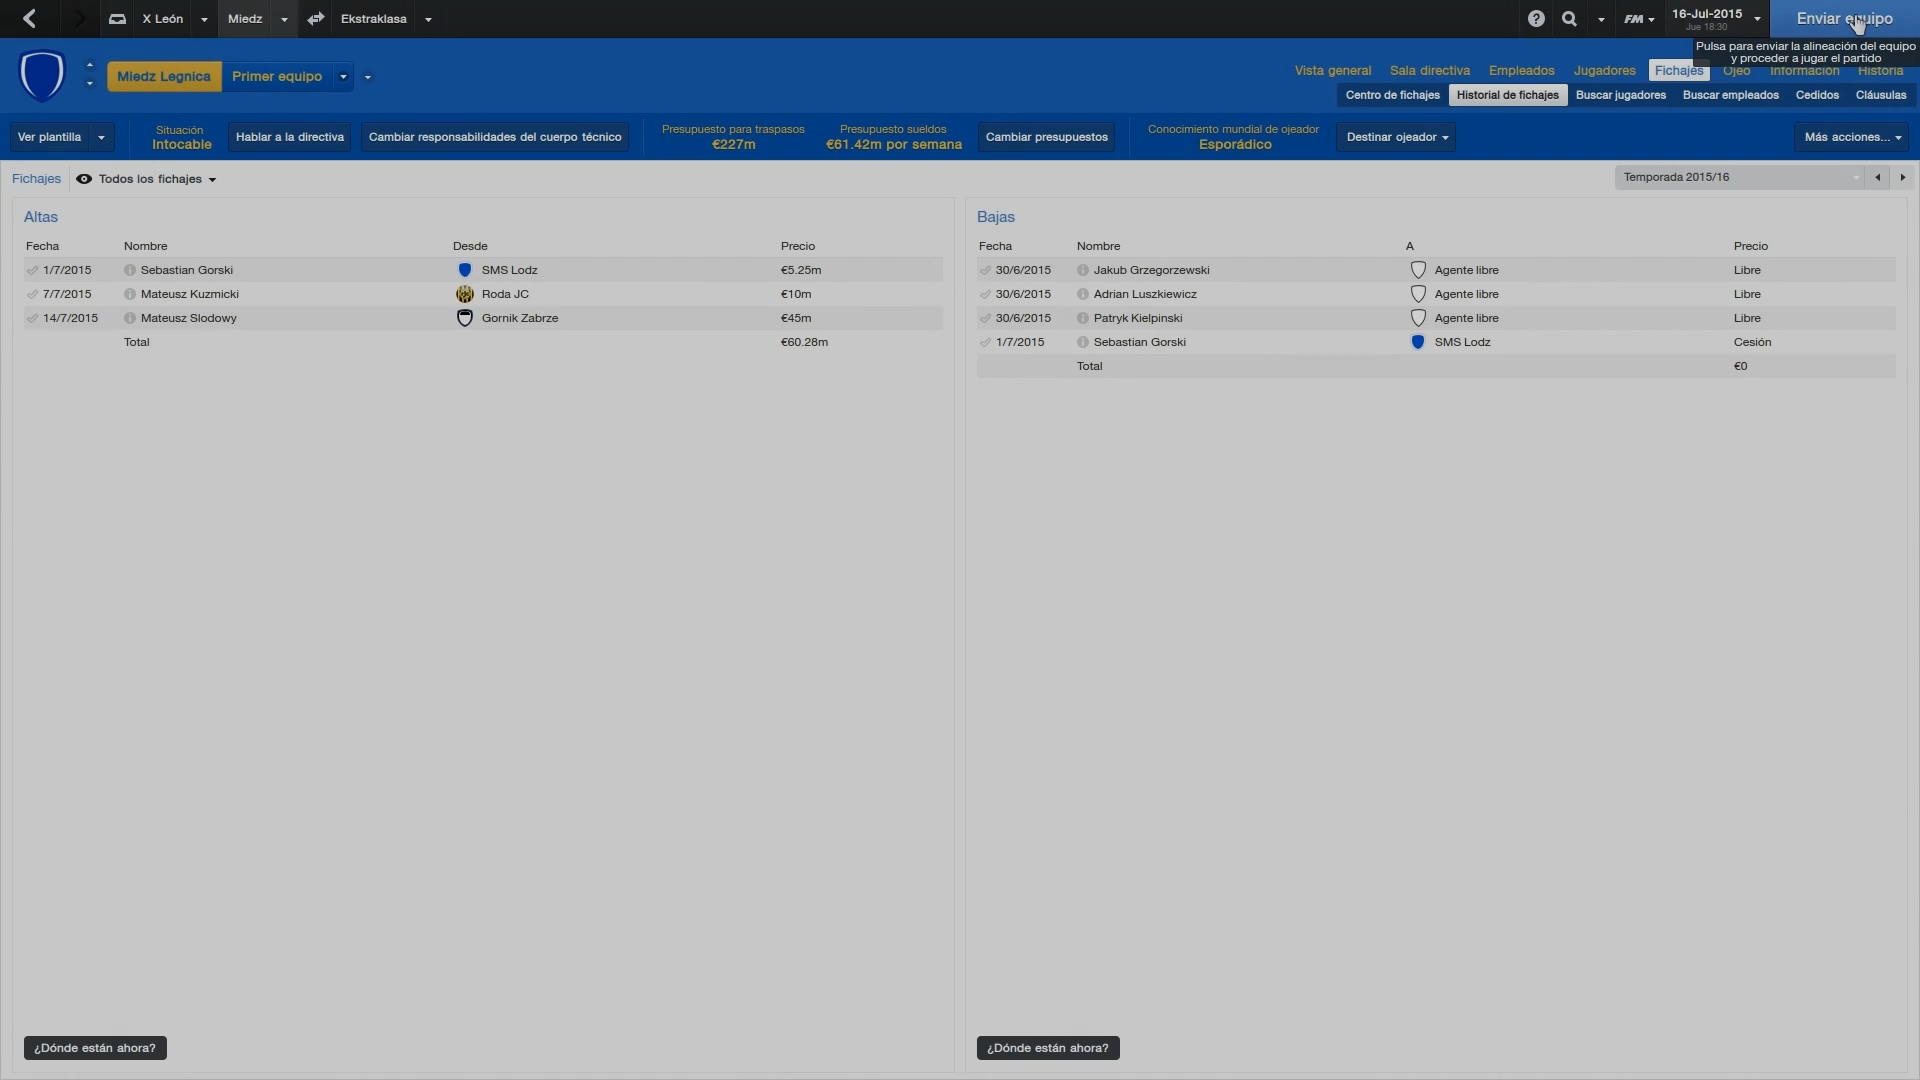 X León
Miedz
Ekstraklasa
FM
16-Jul-2015
Jue 18:30
Enviar equipo
Pulsa para enviar la alineación del equipo
y proceder a jugar el partido
Miedz Legnica
Primer equipo
Vista general
Sala directiva
Empleados
Jugadores
Fichajes
Ojeo
Información
Historia
Centro de fichajes
Historial de fichajes
Buscar jugadores
Buscar empleados
Cedidos
Cláusulas
Ver plantilla
Situación
Intocable
Hablar a la directiva
Cambiar responsabilidades del cuerpo técnico
Presupuesto para traspasos
€227m
Presupuesto sueldos
€61.42m por semana
Cambiar presupuestos
Conocimiento mundial de ojeador
Esporádico
Destinar ojeador
Más acciones...
Fichajes
Todos los fichajes
Temporada 2015/16
Altas
Fecha Nombre Desde Precio
1/7/2015 Sebastian Gorski SMS Lodz €5.25m
7/7/2015 Mateusz Kuzmicki Roda JC €10m
14/7/2015 Mateusz Slodowy Gornik Zabrze €45m
Total €60.28m
¿Dónde están ahora?
Bajas
Fecha Nombre A Precio
30/6/2015 Jakub Grzegorzewski Agente libre Libre
30/6/2015 Adrian Luszkiewicz Agente libre Libre
30/6/2015 Patryk Kielpinski Agente libre Libre
1/7/2015 Sebastian Gorski SMS Lodz Cesión
Total €0
¿Dónde están ahora?